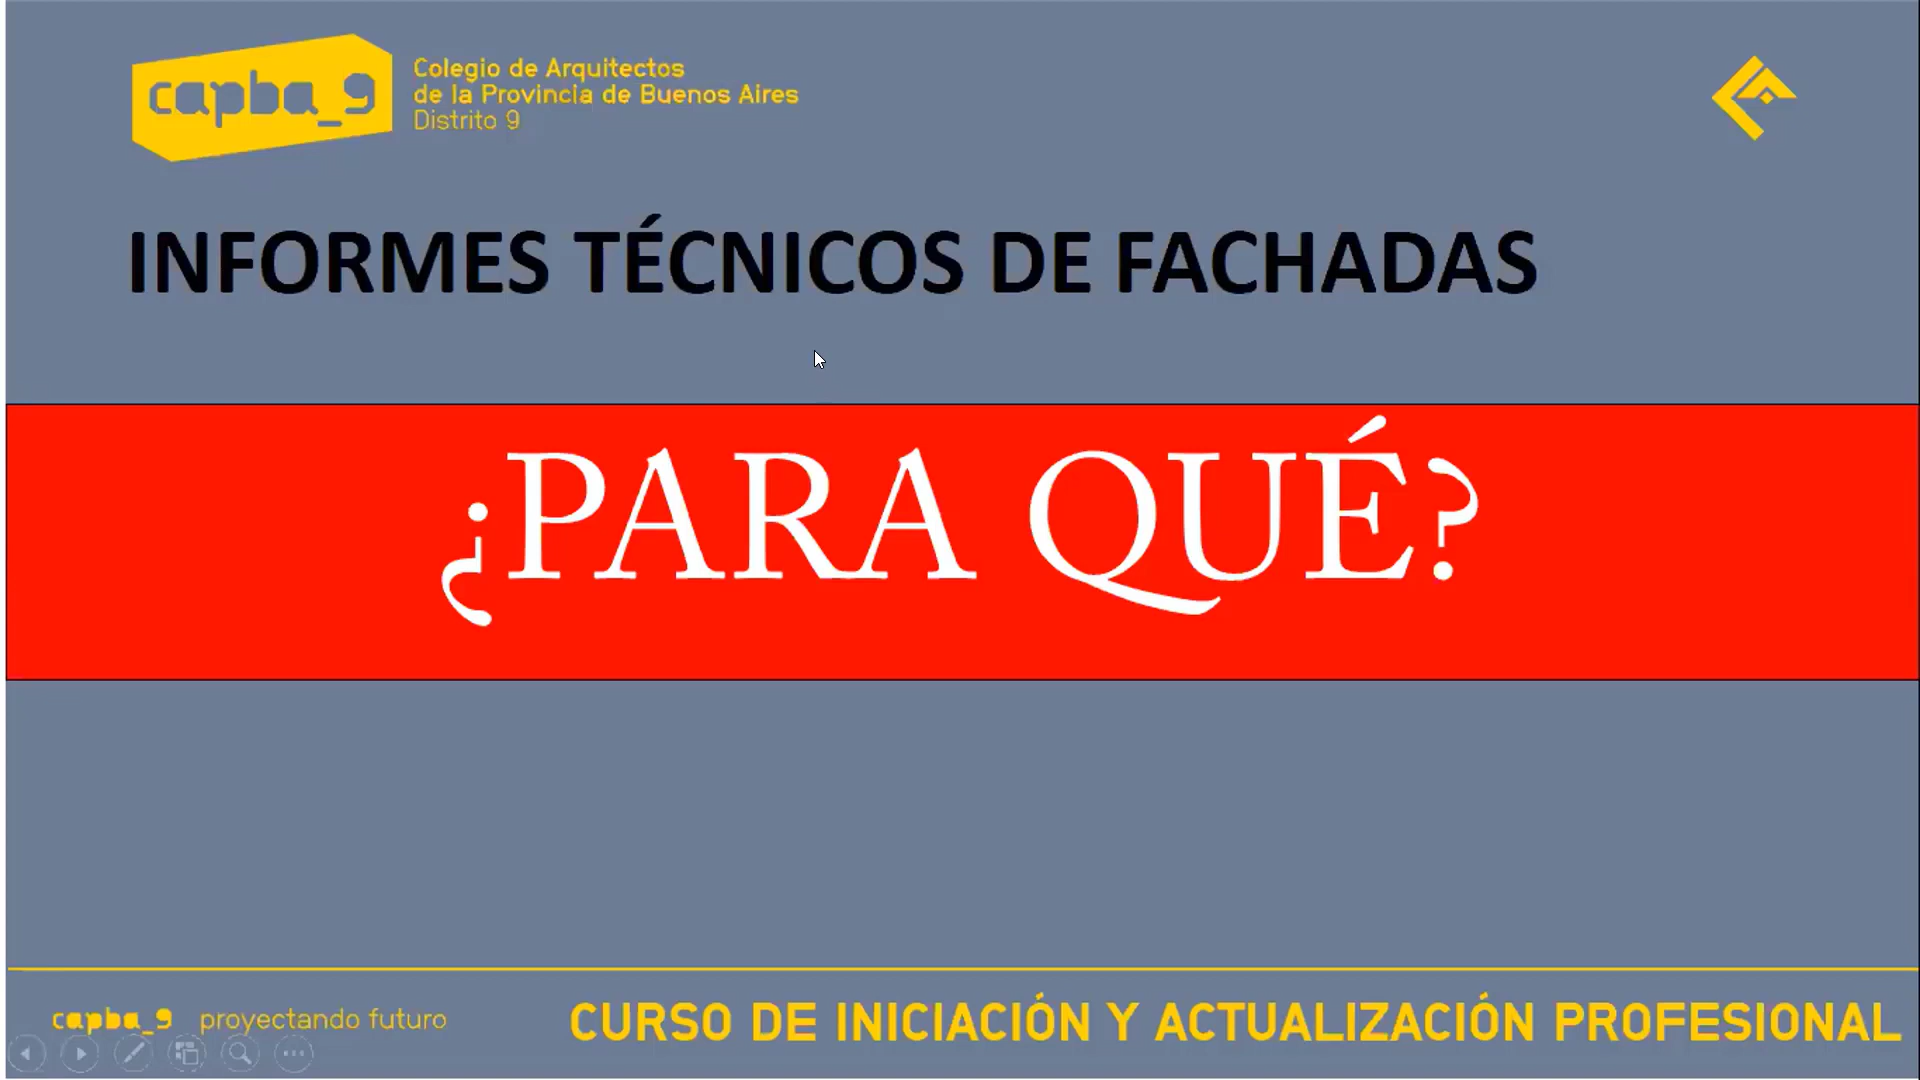 capba_9
Colegio de Arquitectos
de la Provincia de Buenos Aires
Distrito 9
INFORMES TÉCNICOS DE FACHADAS
¿PARA QUÉ?
capba_9 proyectando futuro
CURSO DE INICIACIÓN Y ACTUALIZACIÓN PROFESIONAL